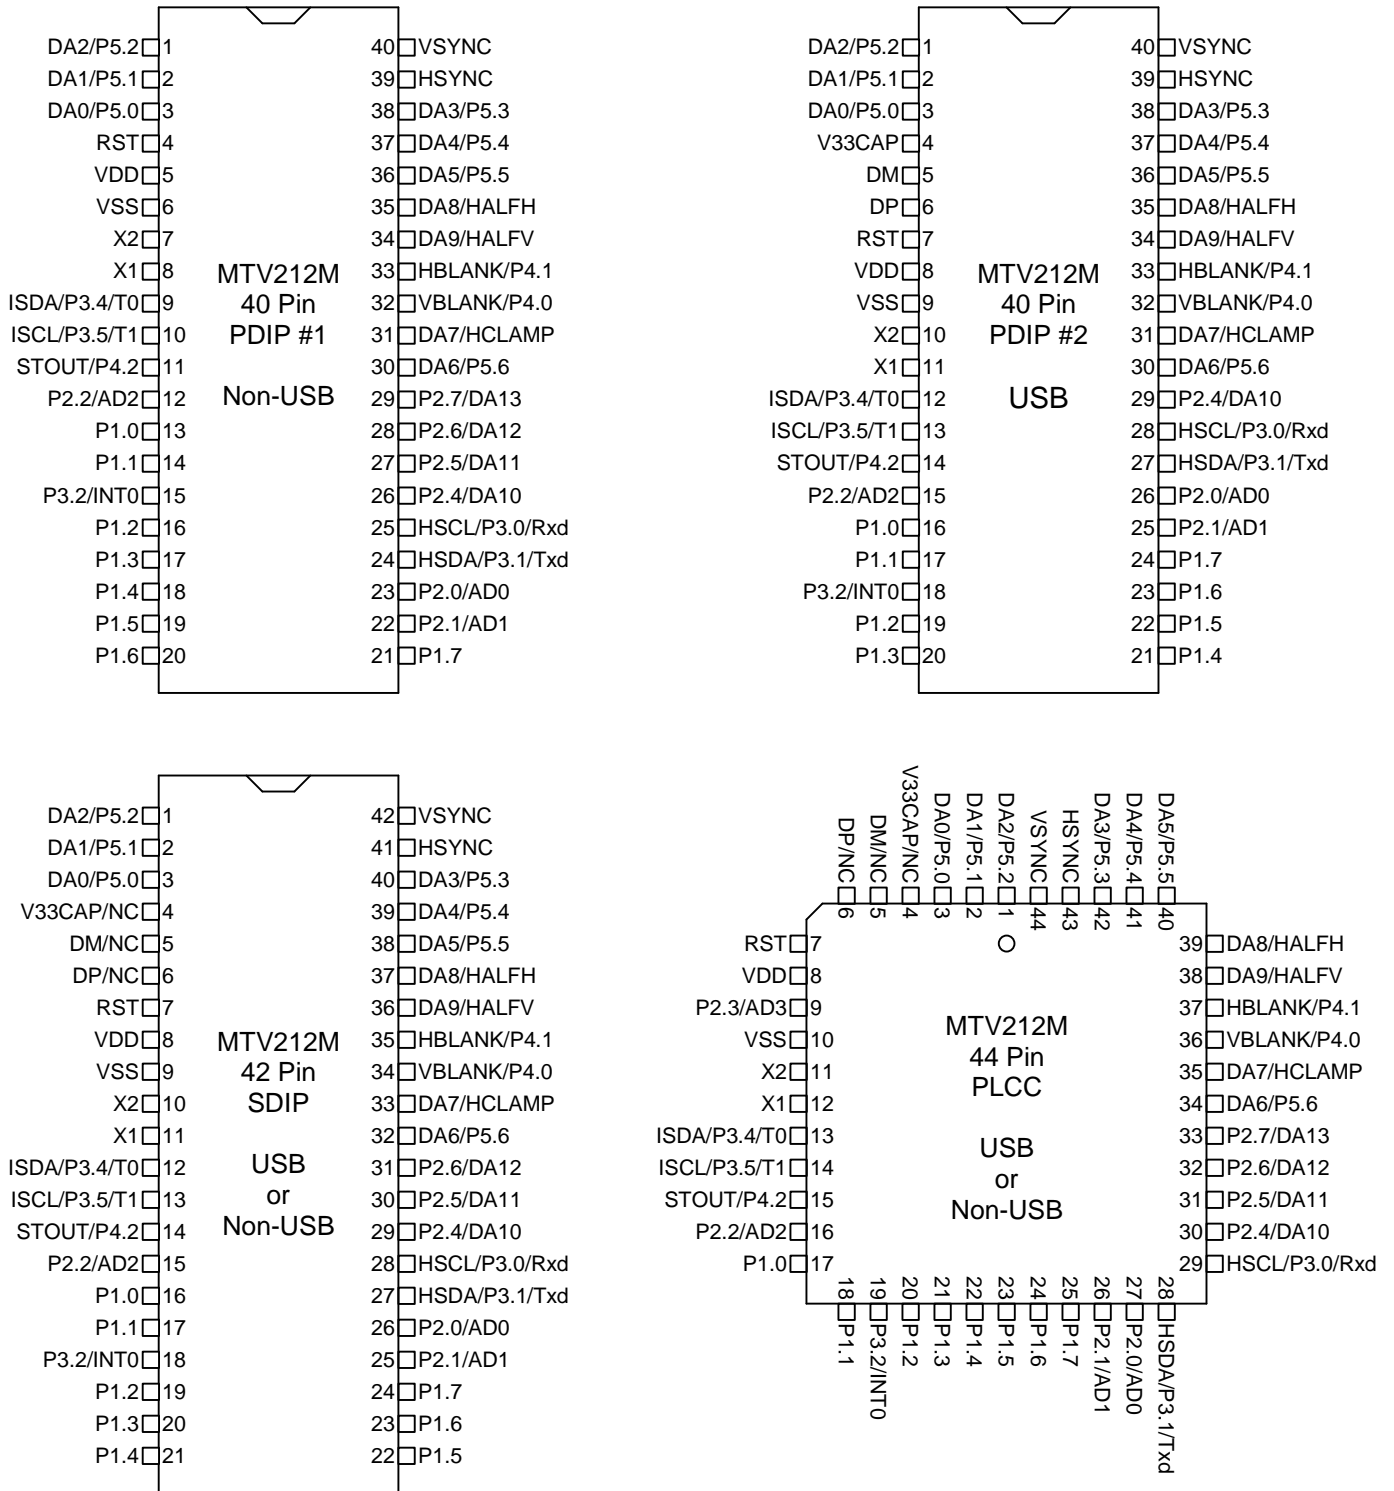 DA2/P5.2 1 40 VSYNC
DA1/P5.1 2 39 HSYNC
DA0/P5.0 3 38 DA3/P5.3
RST 4 37 DA4/P5.4
VDD 5 36 DA5/P5.5
VSS 6 35 DA8/HALFH
X2 7 34 DA9/HALFV
X1 8 33 HBLANK/P4.1
ISDA/P3.4/T0 9 32 VBLANK/P4.0
ISCL/P3.5/T1 10 31 DA7/HCLAMP
STOUT/P4.2 11 30 DA6/P5.6
P2.2/AD2 12 29 P2.7/DA13
P1.0 13 28 P2.6/DA12
P1.1 14 27 P2.5/DA11
P3.2/INT0 15 26 P2.4/DA10
P1.2 16 25 HSCL/P3.0/Rxd
P1.3 17 24 HSDA/P3.1/Txd
P1.4 18 23 P2.0/AD0
P1.5 19 22 P2.1/AD1
P1.6 20 21 P1.7
MTV212M
40 Pin
PDIP #1
Non-USB
DA2/P5.2 1 40 VSYNC
DA1/P5.1 2 39 HSYNC
DA0/P5.0 3 38 DA3/P5.3
V33CAP 4 37 DA4/P5.4
DM 5 36 DA5/P5.5
DP 6 35 DA8/HALFH
RST 7 34 DA9/HALFV
VDD 8 33 HBLANK/P4.1
VSS 9 32 VBLANK/P4.0
X2 10 31 DA7/HCLAMP
X1 11 30 DA6/P5.6
ISDA/P3.4/T0 12 29 P2.4/DA10
ISCL/P3.5/T1 13 28 HSCL/P3.0/Rxd
STOUT/P4.2 14 27 HSDA/P3.1/Txd
P2.2/AD2 15 26 P2.0/AD0
P1.0 16 25 P2.1/AD1
P1.1 17 24 P1.7
P3.2/INT0 18 23 P1.6
P1.2 19 22 P1.5
P1.3 20 21 P1.4
MTV212M
40 Pin
PDIP #2
USB
DA2/P5.2 1 42 VSYNC
DA1/P5.1 2 41 HSYNC
DA0/P5.0 3 40 DA3/P5.3
V33CAP/NC 4 39 DA4/P5.4
DM/NC 5 38 DA5/P5.5
DP/NC 6 37 DA8/HALFH
RST 7 36 DA9/HALFV
VDD 8 35 HBLANK/P4.1
VSS 9 34 VBLANK/P4.0
X2 10 33 DA7/HCLAMP
X1 11 32 DA6/P5.6
ISDA/P3.4/T0 12 31 P2.6/DA12
ISCL/P3.5/T1 13 30 P2.5/DA11
STOUT/P4.2 14 29 P2.4/DA10
P2.2/AD2 15 28 HSCL/P3.0/Rxd
P1.0 16 27 HSDA/P3.1/Txd
P1.1 17 26 P2.0/AD0
P3.2/INT0 18 25 P2.1/AD1
P1.2 19 24 P1.7
P1.3 20 23 P1.6
P1.4 21 22 P1.5
MTV212M
42 Pin
SDIP
USB
or
Non-USB
DP/NC 6
DM/NC 5
V33CAP/NC 4
DA0/P5.0 3
DA1/P5.1 2
DA2/P5.2 1
VSYNC 44
HSYNC 43
DA3/P5.3 42
DA4/P5.4 41
DA5/P5.5 40
RST 7 39 DA8/HALFH
VDD 8 38 DA9/HALFV
P2.3/AD3 9 37 HBLANK/P4.1
VSS 10 36 VBLANK/P4.0
X2 11 35 DA7/HCLAMP
X1 12 34 DA6/P5.6
ISDA/P3.4/T0 13 33 P2.7/DA13
ISCL/P3.5/T1 14 32 P2.6/DA12
STOUT/P4.2 15 31 P2.5/DA11
P2.2/AD2 16 30 P2.4/DA10
P1.0 17 29 HSCL/P3.0/Rxd
MTV212M
44 Pin
PLCC
USB
or
Non-USB
18 P1.1
19 P3.2/INT0
20 P1.2
21 P1.3
22 P1.4
23 P1.5
24 P1.6
25 P1.7
26 P2.1/AD1
27 P2.0/AD0
28 HSDA/P3.1/Txd